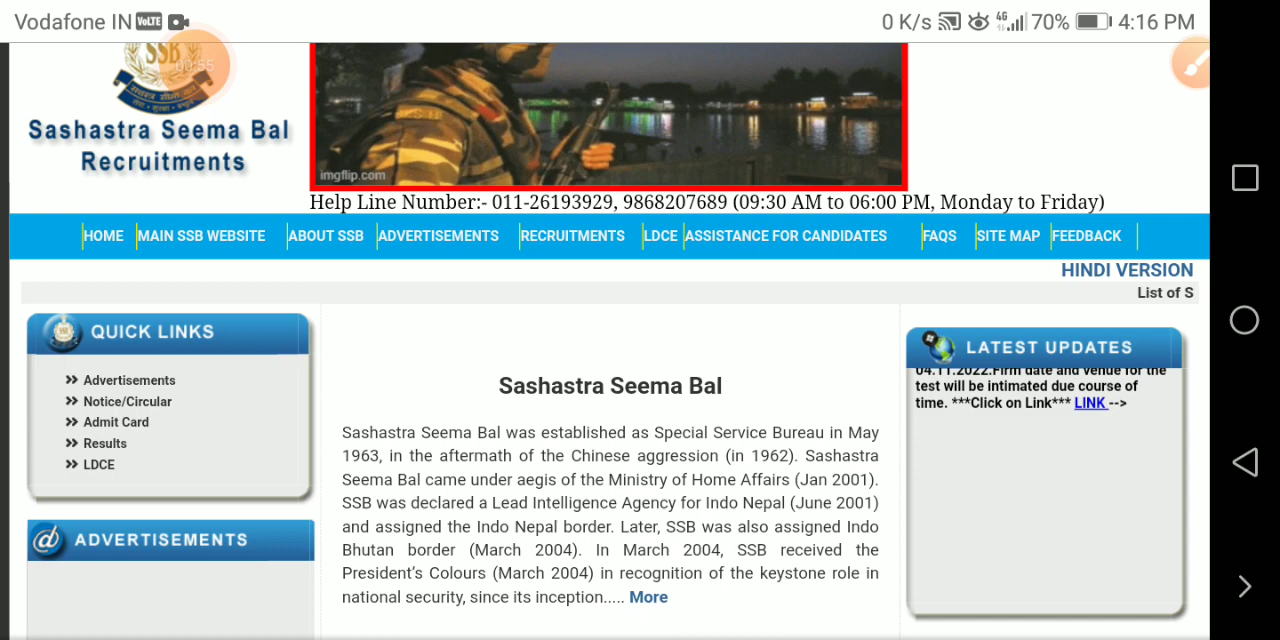 Vodafone IN VoLTE
0 K/s 4G 70% 4:16 PM
SSB
00:55
Sashastra Seema Bal
Recruitments
imgflip.com
Help Line Number:- 011-26193929, 9868207689 (09:30 AM to 06:00 PM, Monday to Friday)
HOME MAIN SSB WEBSITE ABOUT SSB ADVERTISEMENTS RECRUITMENTS LDCE ASSISTANCE FOR CANDIDATES FAQS SITE MAP FEEDBACK
HINDI VERSION
List of S
QUICK LINKS
Advertisements
Notice/Circular
Admit Card
Results
LDCE
@ ADVERTISEMENTS
Sashastra Seema Bal
Sashastra Seema Bal was established as Special Service Bureau in May
1963, in the aftermath of the Chinese aggression (in 1962). Sashastra
Seema Bal came under aegis of the Ministry of Home Affairs (Jan 2001).
SSB was declared a Lead Intelligence Agency for Indo Nepal (June 2001)
and assigned the Indo Nepal border. Later, SSB was also assigned Indo
Bhutan border (March 2004). In March 2004, SSB received the
President's Colours (March 2004) in recognition of the keystone role in
national security, since its inception..... More
LATEST UPDATES
04.11.2022.Firm date and venue for the
test will be intimated due course of
time. ***Click on Link*** LINK -->